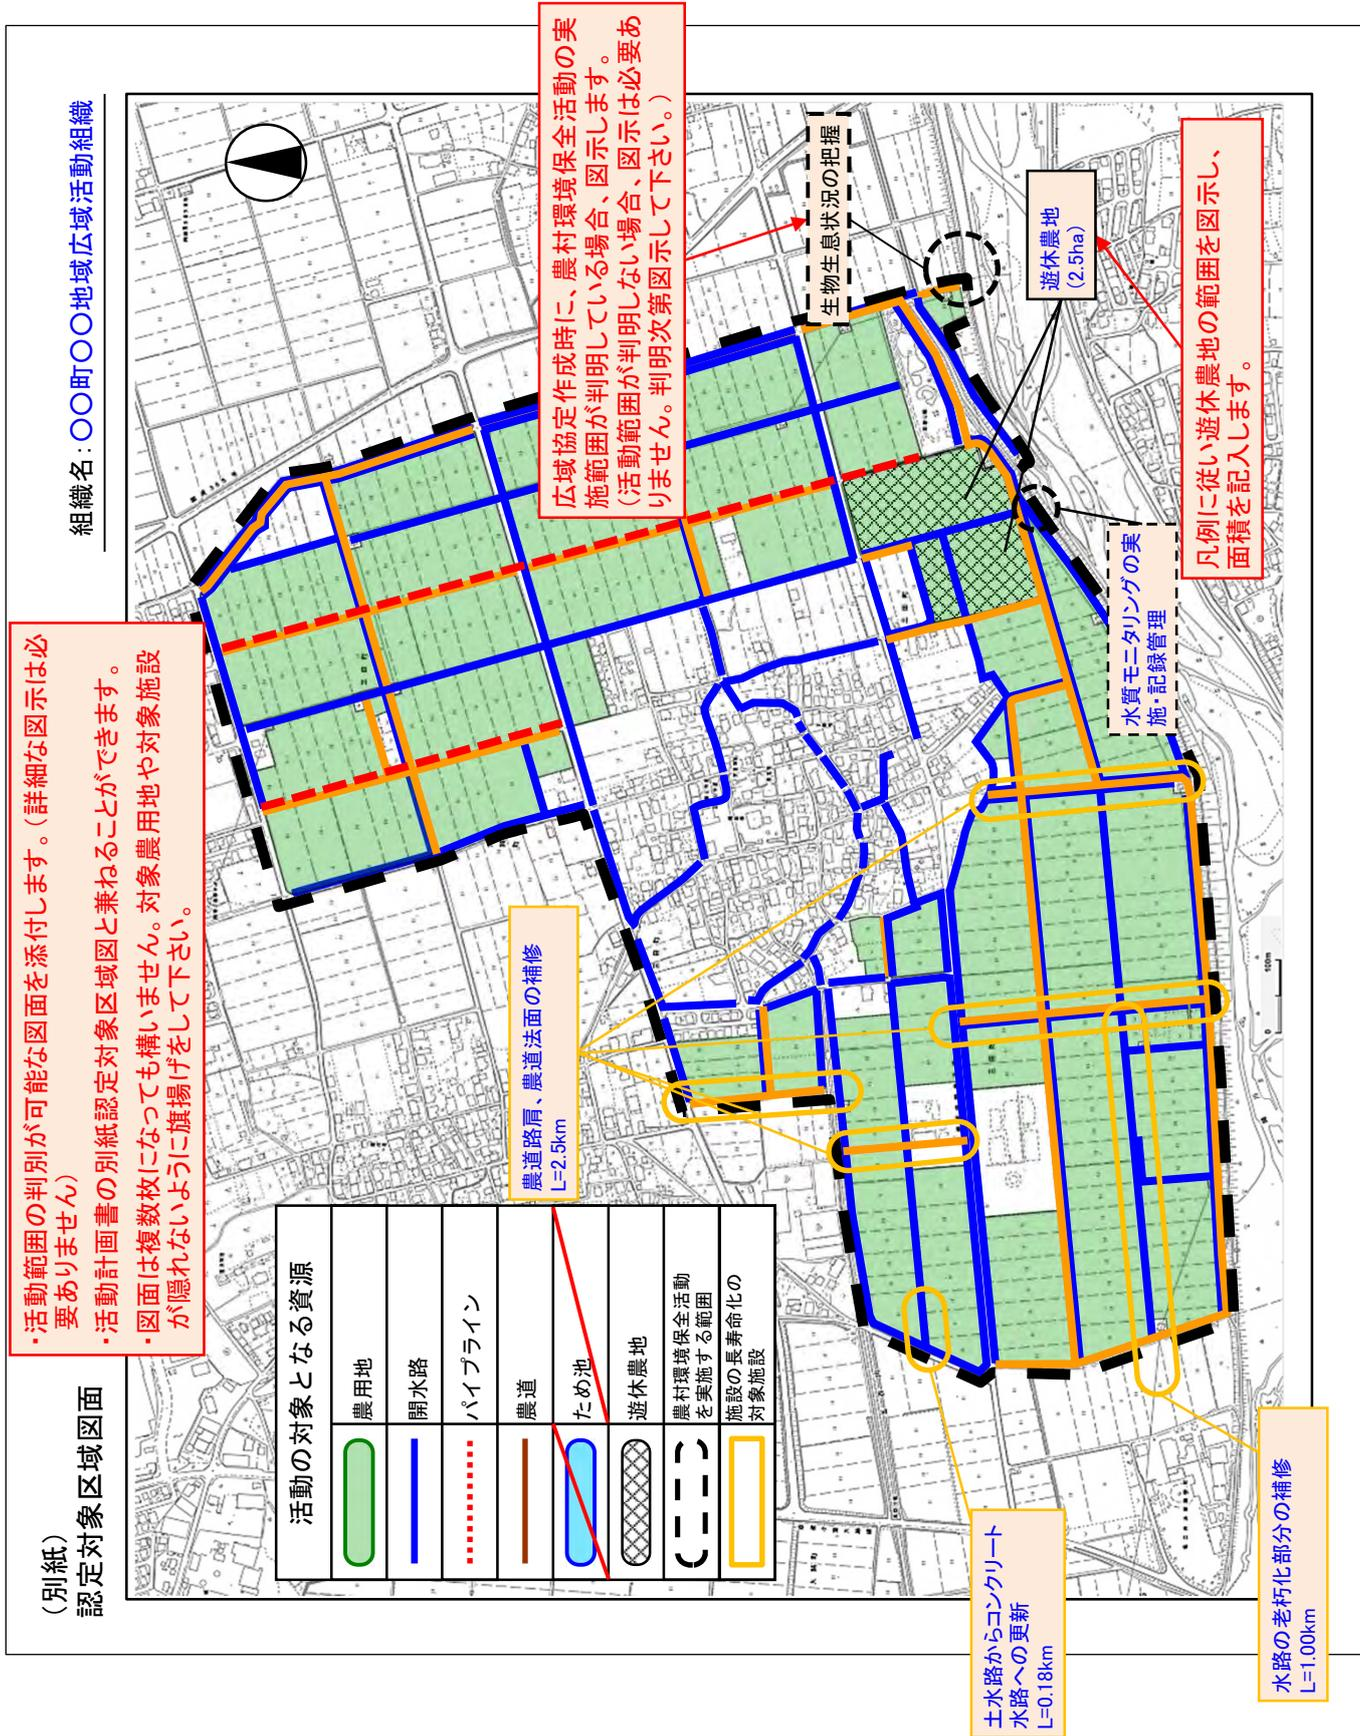 （別紙）
認定対象区域図面
組織名：〇〇町〇〇地域広域活動組織
・活動範囲の判別が可能な図面を添付します。（詳細な図示は必
要ありません）
・活動計画書の別紙認定対象区域図と兼ねることができます。
・図面は複数枚になっても構いません。対象農用地や対象施設
が隠れないように旗揚げをして下さい。
活動の対象となる資源
農用地
開水路
パイプライン
農道
ため池
遊休農地
農村環境保全活動
を実施する範囲
施設の長寿命化の
対象施設
農道路肩、農道法面の補修
L=2.5km
広域協定作成時に、農村環境保全活動の実
施範囲が判明している場合、図示します。
（活動範囲が判明しない場合、図示は必要あ
りません。判明次第図示して下さい。）
生物生息状況の把握
遊休農地
（2.5ha）
水質モニタリングの実
施・記録管理
凡例に従い遊休農地の範囲を図示し、
面積を記入します。
土水路からコンクリート
水路への更新
L=0.18km
水路の老朽化部分の補修
L=1.00km
0
100m